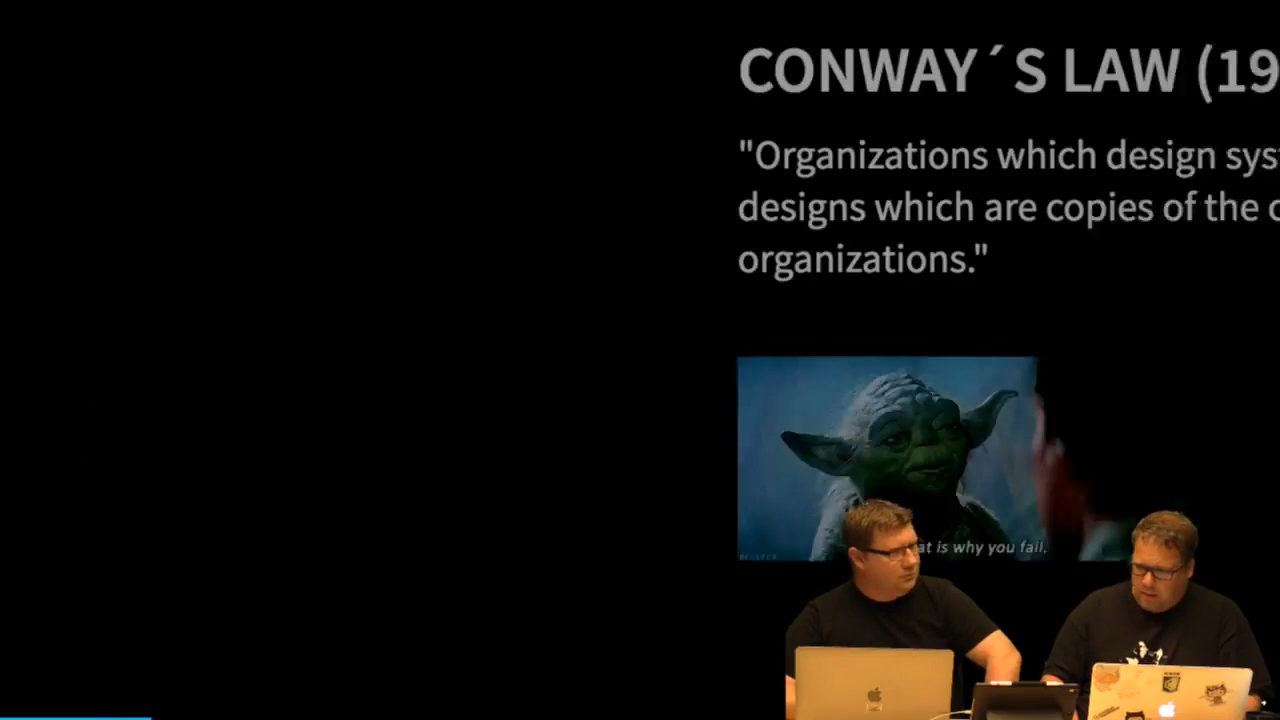 CONWAY´S LAW (19
"Organizations which design sys
designs which are copies of the
organizations."
at is why you fail.